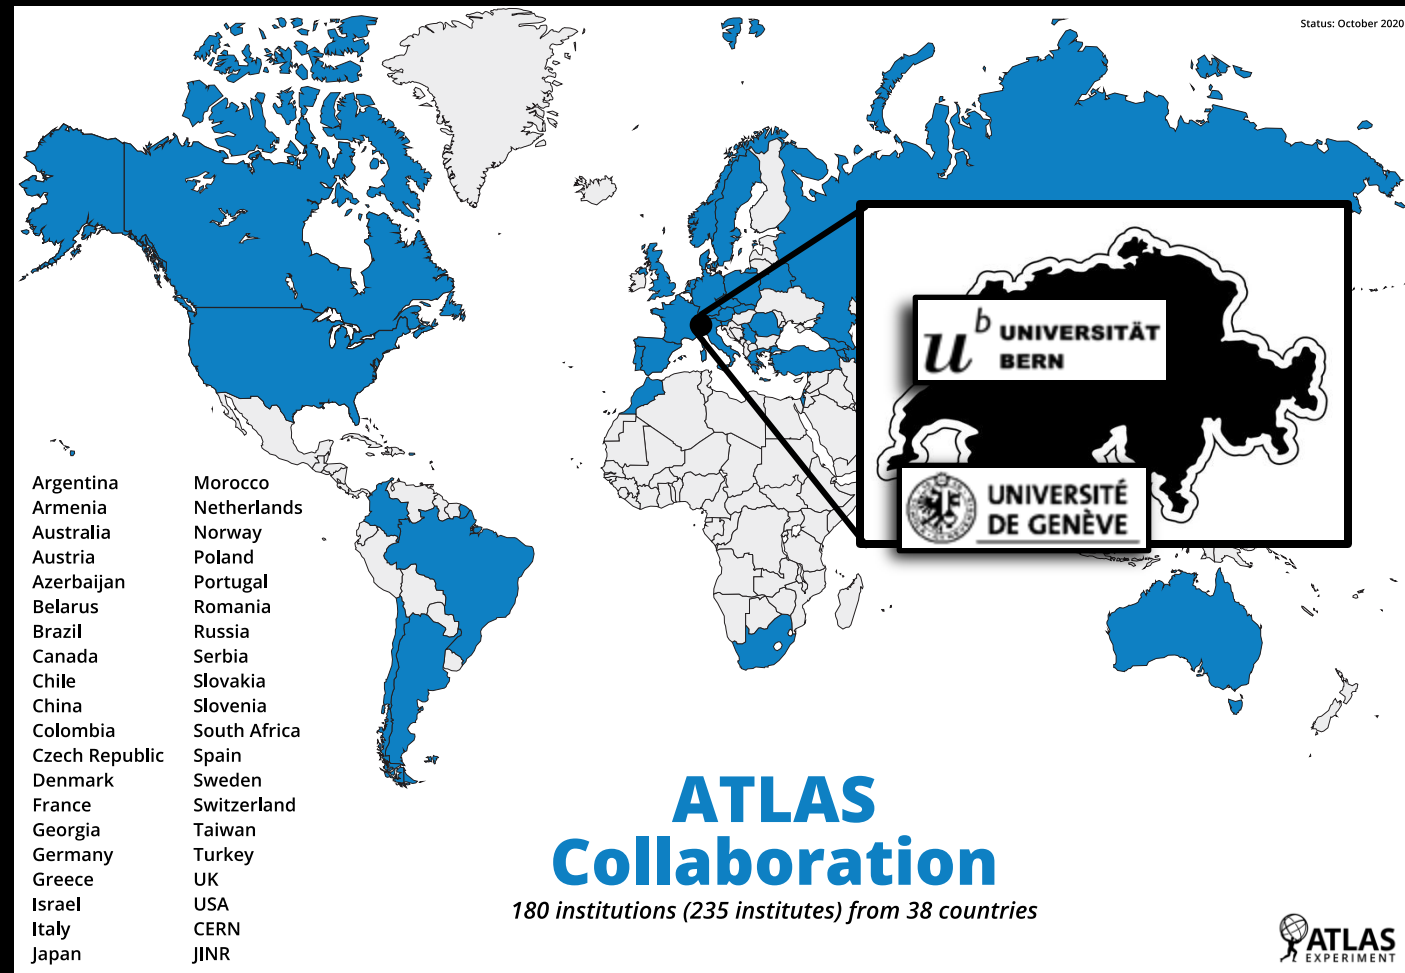 Status: October 2020
u
b
UNIVERSITÄT
BERN
UNIVERSITÉ
DE GENÈVE
Argentina
Armenia
Australia
Austria
Azerbaijan
Belarus
Brazil
Canada
Chile
China
Colombia
Czech Republic
Denmark
France
Georgia
Germany
Greece
Israel
Italy
Japan
Morocco
Netherlands
Norway
Poland
Portugal
Romania
Russia
Serbia
Slovakia
Slovenia
South Africa
Spain
Sweden
Switzerland
Taiwan
Turkey
UK
USA
CERN
JINR
ATLAS
Collaboration
180 institutions (235 institutes) from 38 countries
ATLAS
EXPERIMENT